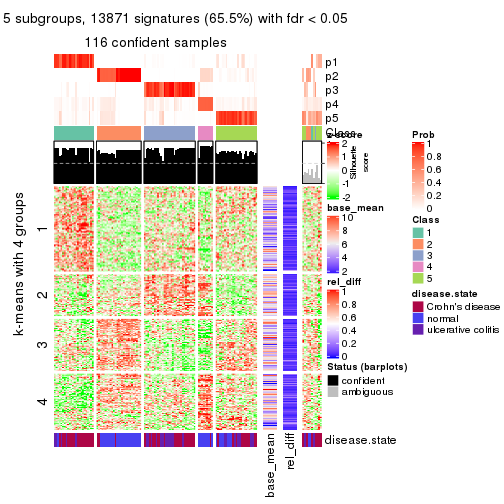 5 subgroups, 13871 signatures (65.5%) with fdr < 0.05
116 confident samples
p1
p2
p3
p4
p5
Class
z-score
2
1
0
-1
-2
Silhouette
score
base_mean
10
8
6
4
2
rel_diff
1
0.8
0.6
0.4
0.2
0
Status (barplots)
confident
ambiguous
Prob
1
0.8
0.6
0.4
0.2
0
Class
1
2
3
4
5
disease.state
Crohn's disease
normal
ulcerative colitis
k-means with 4 groups
1
2
3
4
disease.state
base_mean
rel_diff